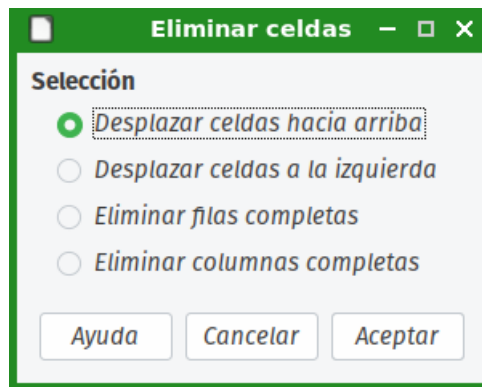 Eliminar celdas
Selección
Desplazar celdas hacia arriba
Desplazar celdas a la izquierda
Eliminar filas completas
Eliminar columnas completas
Ayuda Cancelar Aceptar